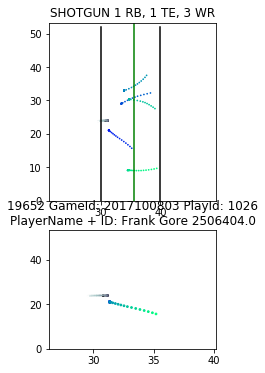 SHOTGUN 1 RB, 1 TE, 3 WR
50
40
30
20
10
0
30 40
19652 GameId: 2017100803 PlayId: 1026
PlayerName + ID: Frank Gore 2506404.0
40
20
0
30 35 40